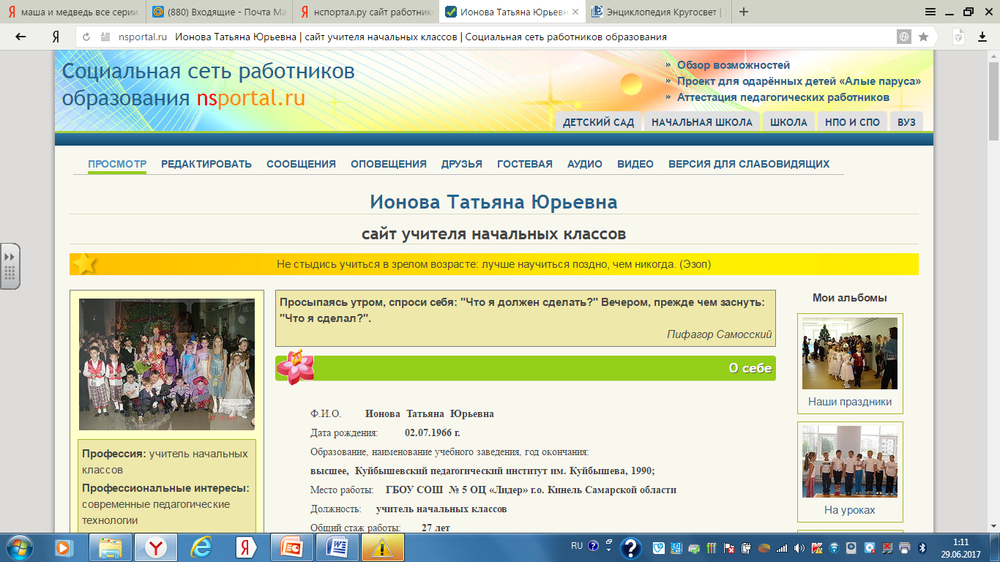 маша и медведь все серии
(880) Входящие - Почта Ma
нспортал.ру сайт работник
Ионова Татьяна Юрьевн
Энциклопедия Кругосвет |
nsportal.ru Ионова Татьяна Юрьевна | сайт учителя начальных классов | Социальная сеть работников образования
Социальная сеть работников
образования nsportal.ru
» Обзор возможностей
» Проект для одарённых детей «Алые паруса»
» Аттестация педагогических работников
ДЕТСКИЙ САД НАЧАЛЬНАЯ ШКОЛА ШКОЛА НПО И СПО ВУЗ
ПРОСМОТР РЕДАКТИРОВАТЬ СООБЩЕНИЯ ОПОВЕЩЕНИЯ ДРУЗЬЯ ГОСТЕВАЯ АУДИО ВИДЕО ВЕРСИЯ ДЛЯ СЛАБОВИДЯЩИХ
Ионова Татьяна Юрьевна
сайт учителя начальных классов
Не стыдись учиться в зрелом возрасте: лучше научиться поздно, чем никогда. (Эзоп)
Профессия: учитель начальных
классов
Профессиональные интересы:
современные педагогические
технологии
Просыпаясь утром, спроси себя: "Что я должен сделать?" Вечером, прежде чем заснуть:
"Что я сделал?".
Пифагор Самосский
О себе
Ф.И.О. Ионова Татьяна Юрьевна
Дата рождения: 02.07.1966 г.
Образование, наименование учебного заведения, год окончания:
высшее, Куйбышевский педагогический институт им. Куйбышева, 1990;
Место работы: ГБОУ СОШ № 5 ОЦ «Лидер» г.о. Кинель Самарской области
Должность: учитель начальных классов
Общий стаж работы: 27 лет
Мои альбомы
Наши праздники
На уроках
RU
1:11
29.06.2017